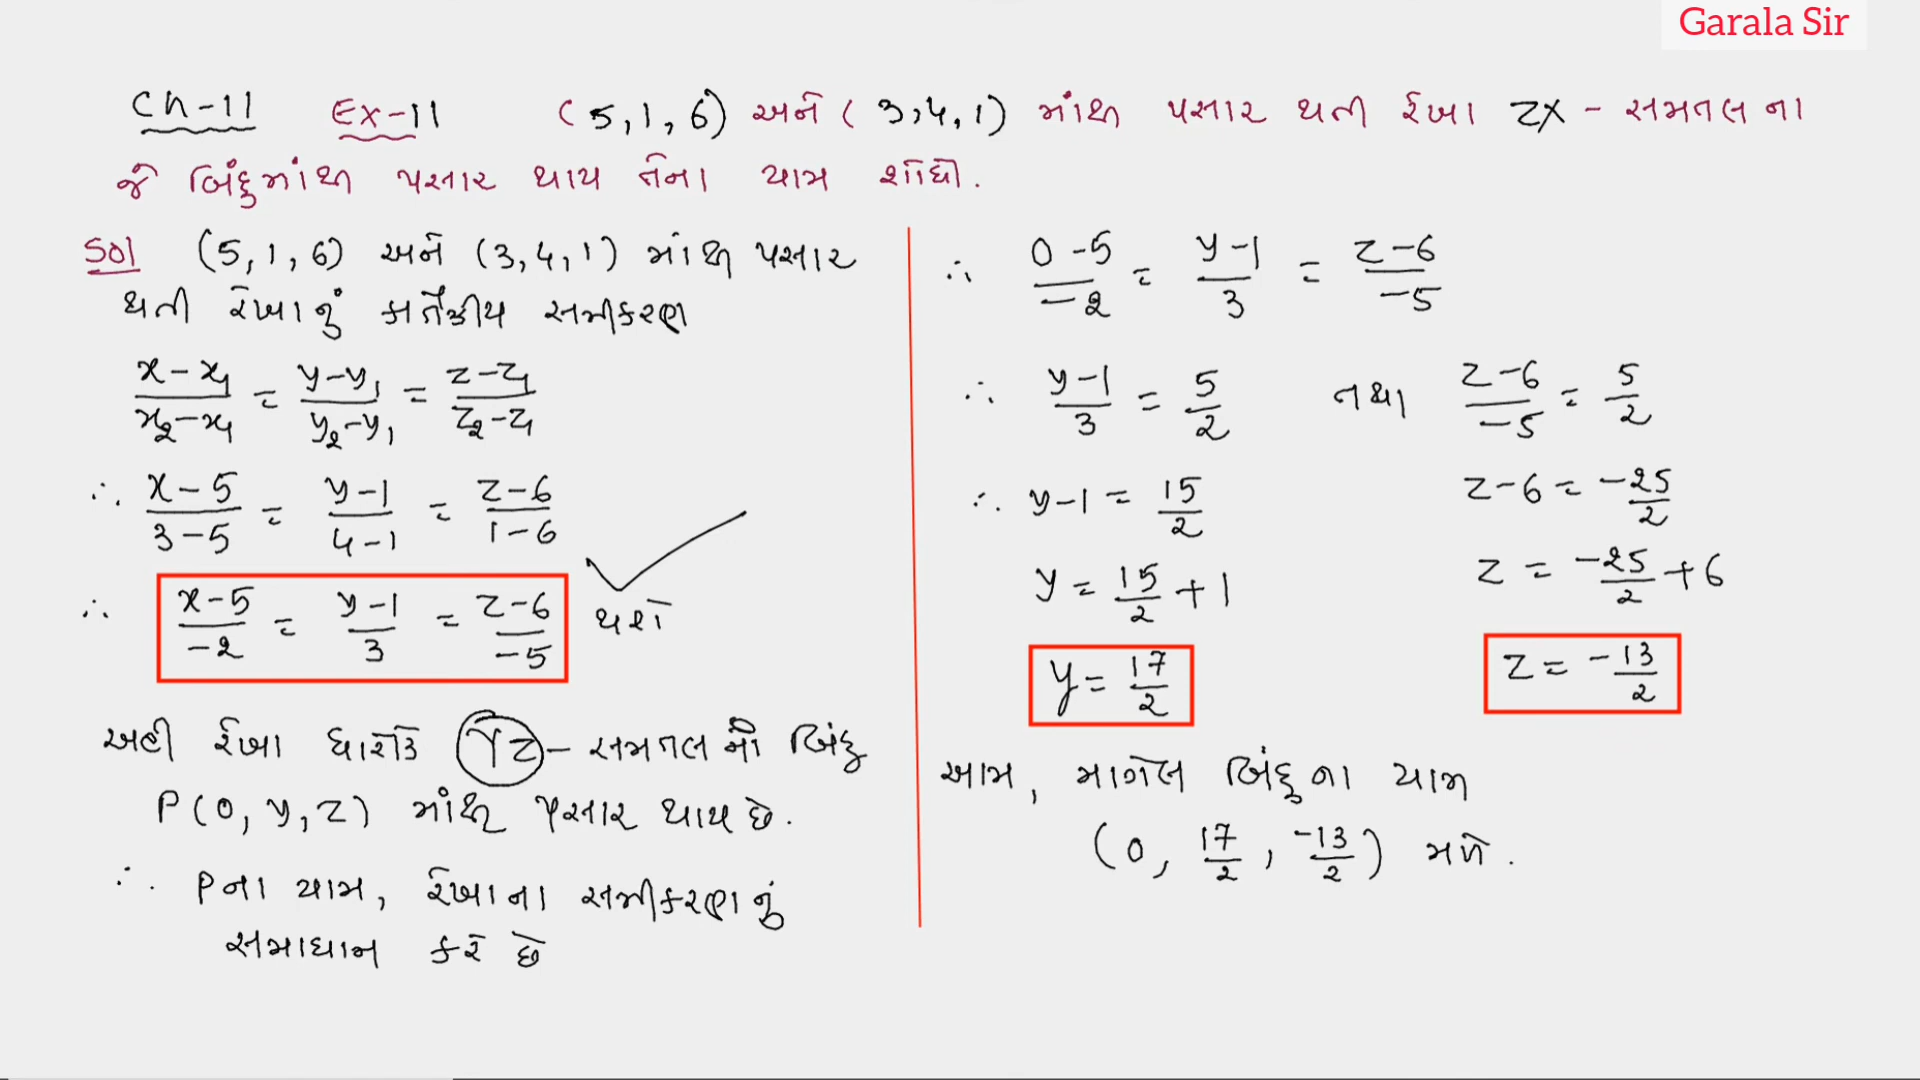 Garala Sir
Ch-11 Ex-11 (5,1,6) અને (3,4,1) માંથી પસાર થતી રેખા ZX - સમતલ ના
જે બિંદુમાંથી પસાર થાય તેના યામ શોધો.
Sol (5,1,6) અને (3,4,1) માંથી પસાર
થતી રેખાનું કાર્તેઝીય સમીકરણ
(x-x₁)/(x₂-x₁) = (y-y₁)/(y₂-y₁) = (z-z₁)/(z₂-z₁)
∴ (x-5)/(3-5) = (y-1)/(4-1) = (z-6)/(1-6)
∴ (x-5)/-2 = (y-1)/3 = (z-6)/-5 થશે
અહી રેખા ધારોકે YZ - સમતલ ની બિંદુ
P(0, y, z) માંથી પસાર થાય છે.
∴ P ના યામ, રેખાના સમીકરણનું
સમાધાન કરે છે
∴ (0-5)/-2 = (y-1)/3 = (z-6)/-5
∴ (y-1)/3 = 5/2 તથા (z-6)/-5 = 5/2
∴ y-1 = 15/2 z-6 = -25/2
y = 15/2 + 1 z = -25/2 + 6
y = 17/2 z = -13/2
આમ, માગેલ બિંદુના યામ
(0, 17/2, -13/2) મળે.